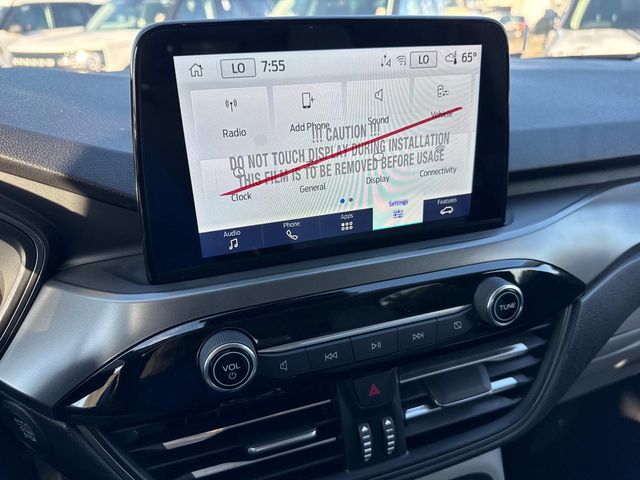 LO 7:55 LO 65°
Radio Add Phone Sound Vehicle
!!! CAUTION !!!
DO NOT TOUCH DISPLAY DURING INSTALLATION
THIS FILM IS TO BE REMOVED BEFORE USAGE
Clock General Display Connectivity
Audio Phone Apps Settings Features
VOL
TUNE